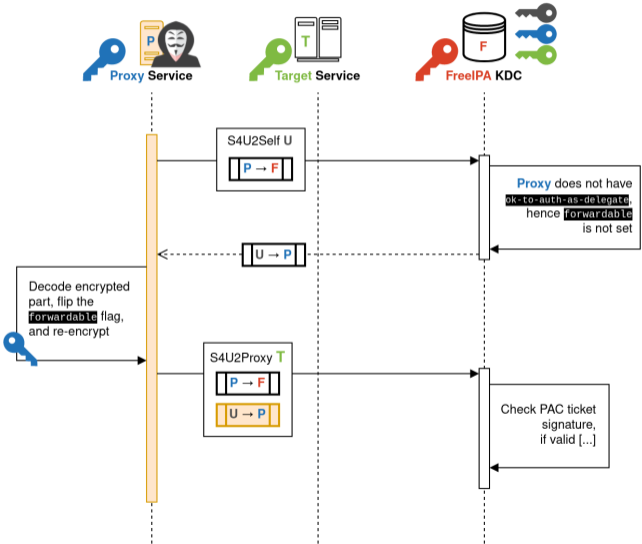 P
T
F
Proxy Service
Target Service
FreeIPA KDC
S4U2Self U
P → F
Proxy does not have
ok-to-auth-as-delegate,
hence forwardable
is not set
U → P
Decode encrypted
part, flip the
forwardable flag,
and re-encrypt
S4U2Proxy T
P → F
U → P
Check PAC ticket
signature,
if valid [...]